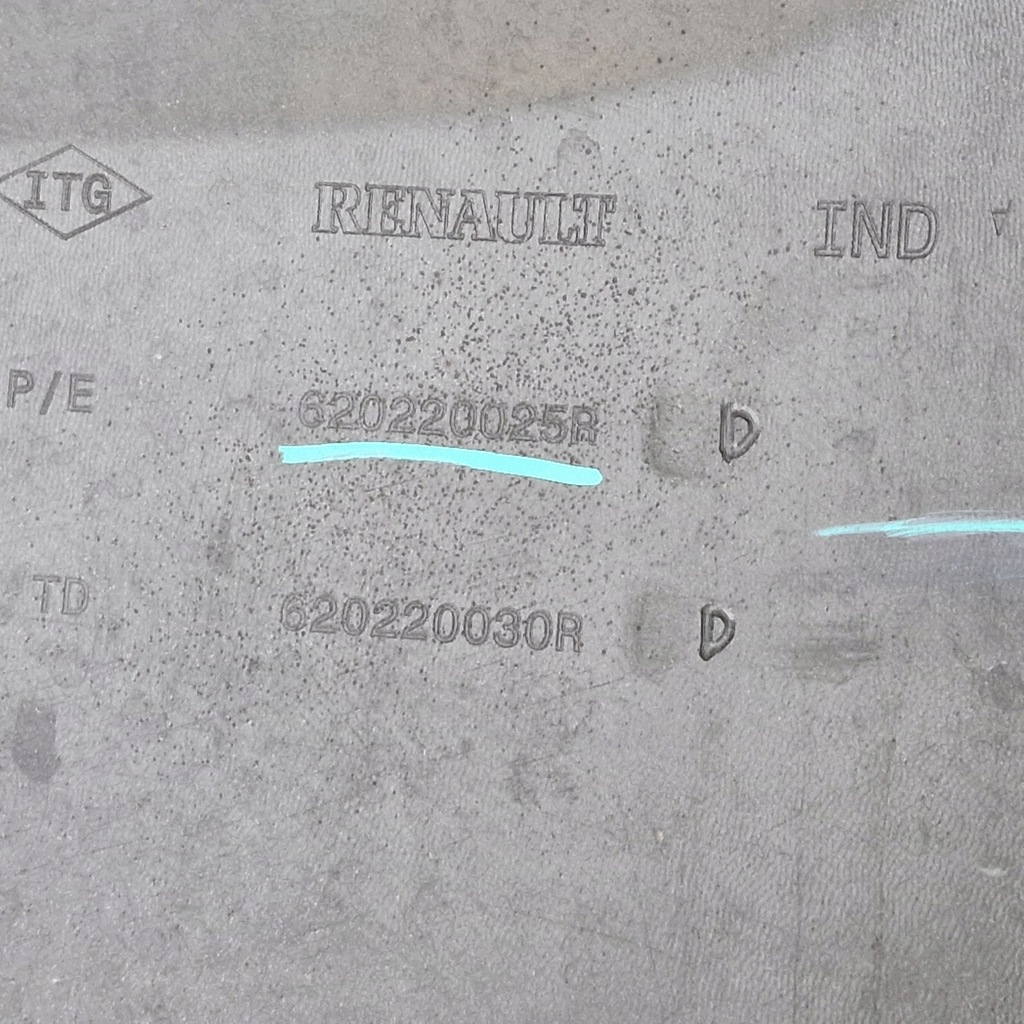 ITG RENAULT IND
P/E 620220025R D
TD 620220030R D